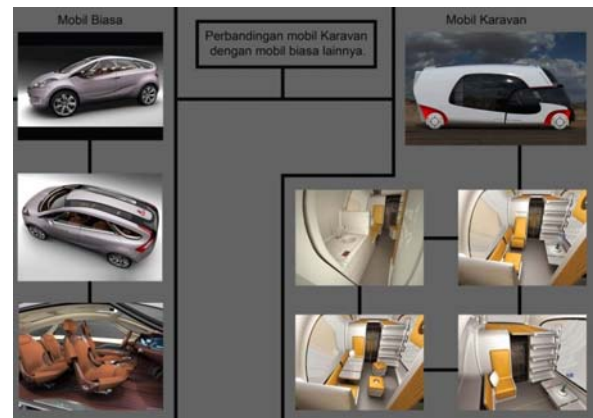 Mobil Biasa
Perbandingan mobil Karavan
dengan mobil biasa lainnya.
Mobil Karavan